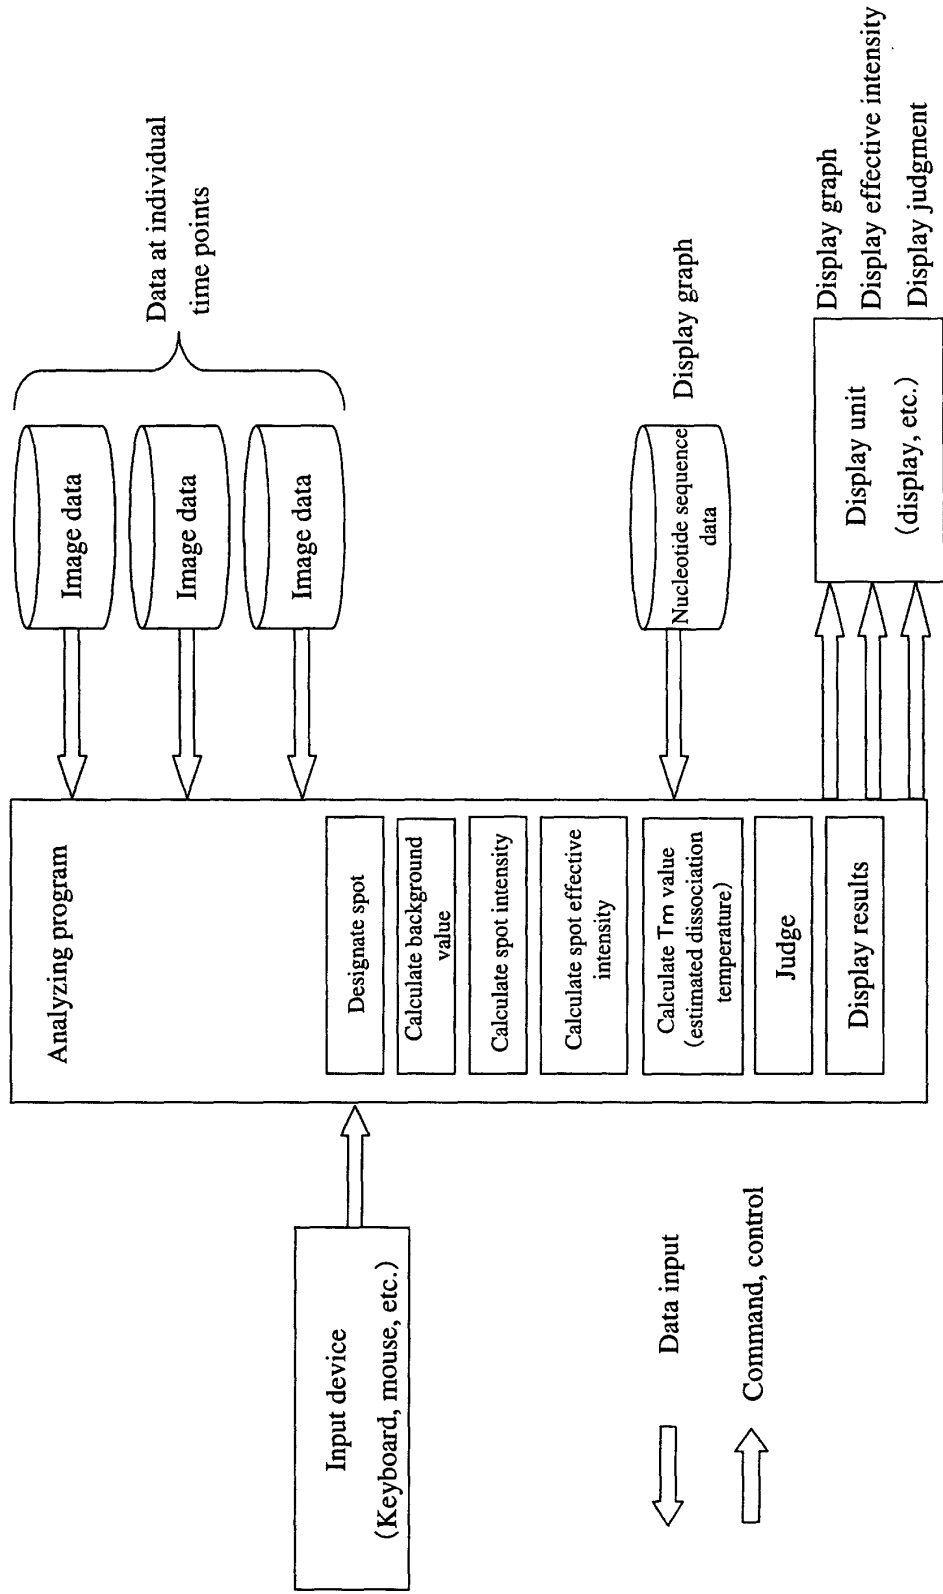 Input device
(Keyboard, mouse, etc.)
Data input
Command, control
Analyzing program
Designate spot
Calculate background
value
Calculate spot intensity
Calculate spot effective
intensity
Calculate Tm value
(estimated dissociation
temperature)
Judge
Display results
Image data
Image data
Image data
Data at individual
time points
Nucleotide sequence
data
Display graph
Display unit
(display, etc.)
Display graph
Display effective intensity
Display judgment